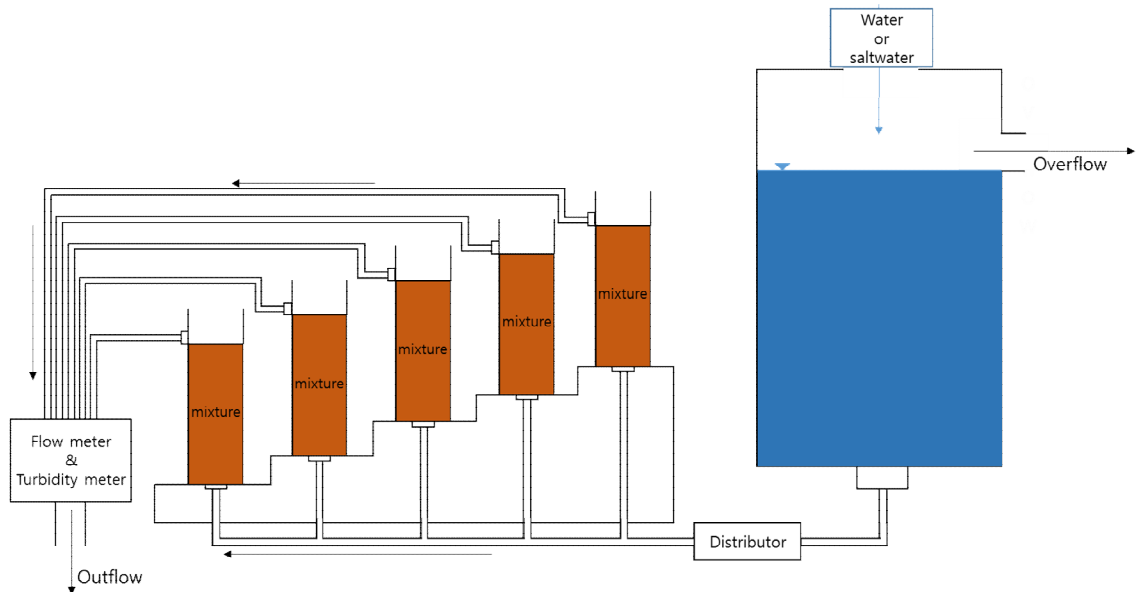 Water
or
saltwater
Overflow
mixture
mixture
mixture
mixture
mixture
Flow meter
&
Turbidity meter
Distributor
Outflow